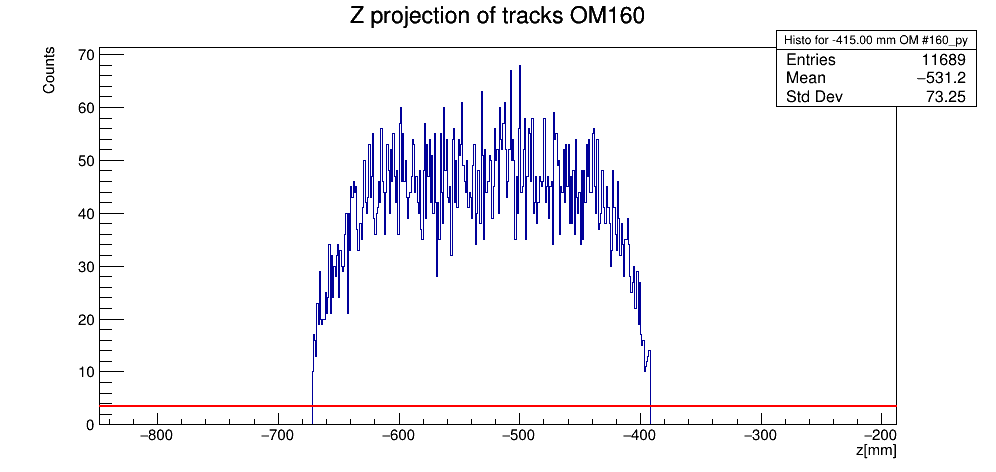 Z projection of tracks OM160
Histo for -415.00 mm OM #160_py
Entries 11689
Mean −531.2
Std Dev 73.25
Counts
70
60
50
40
30
20
10
0
−800 −700 −600 −500 −400 −300 −200
z[mm]